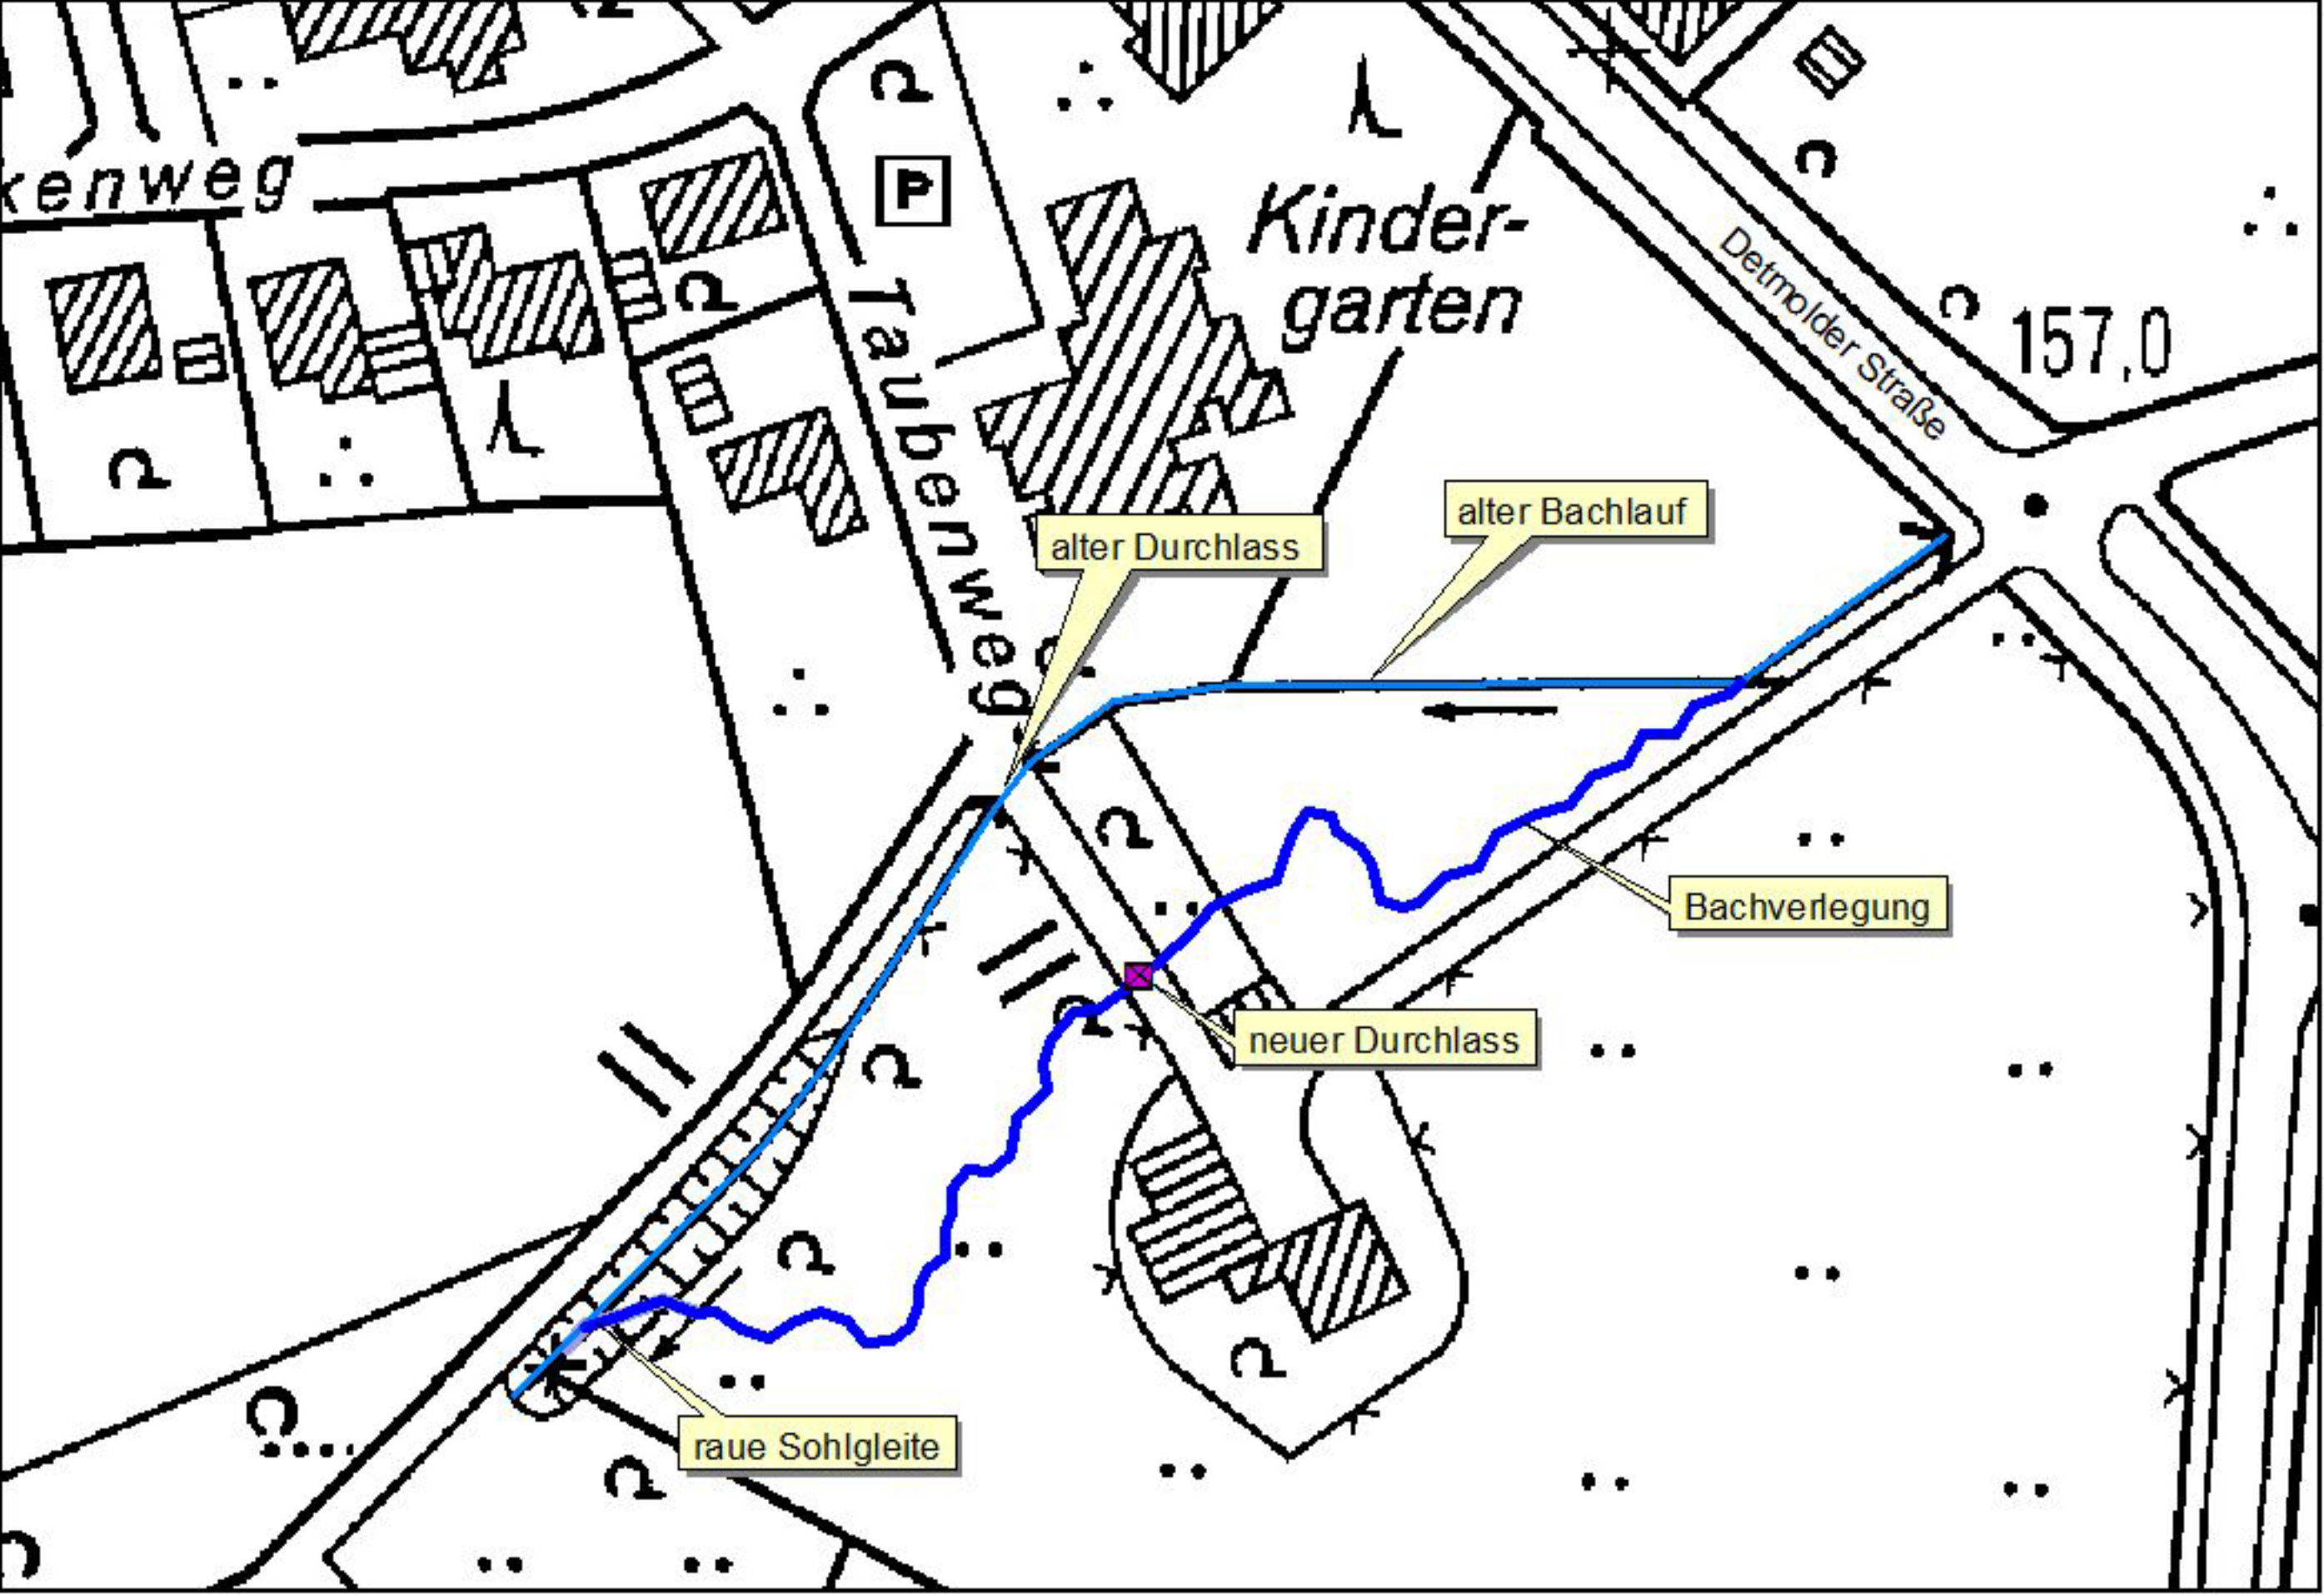 kenweg
P
Kinder-
garten
Detmolder Straße
157,0
Taubenweg
alter Bachlauf
alter Durchlass
Bachverlegung
neuer Durchlass
raue Sohlgleite